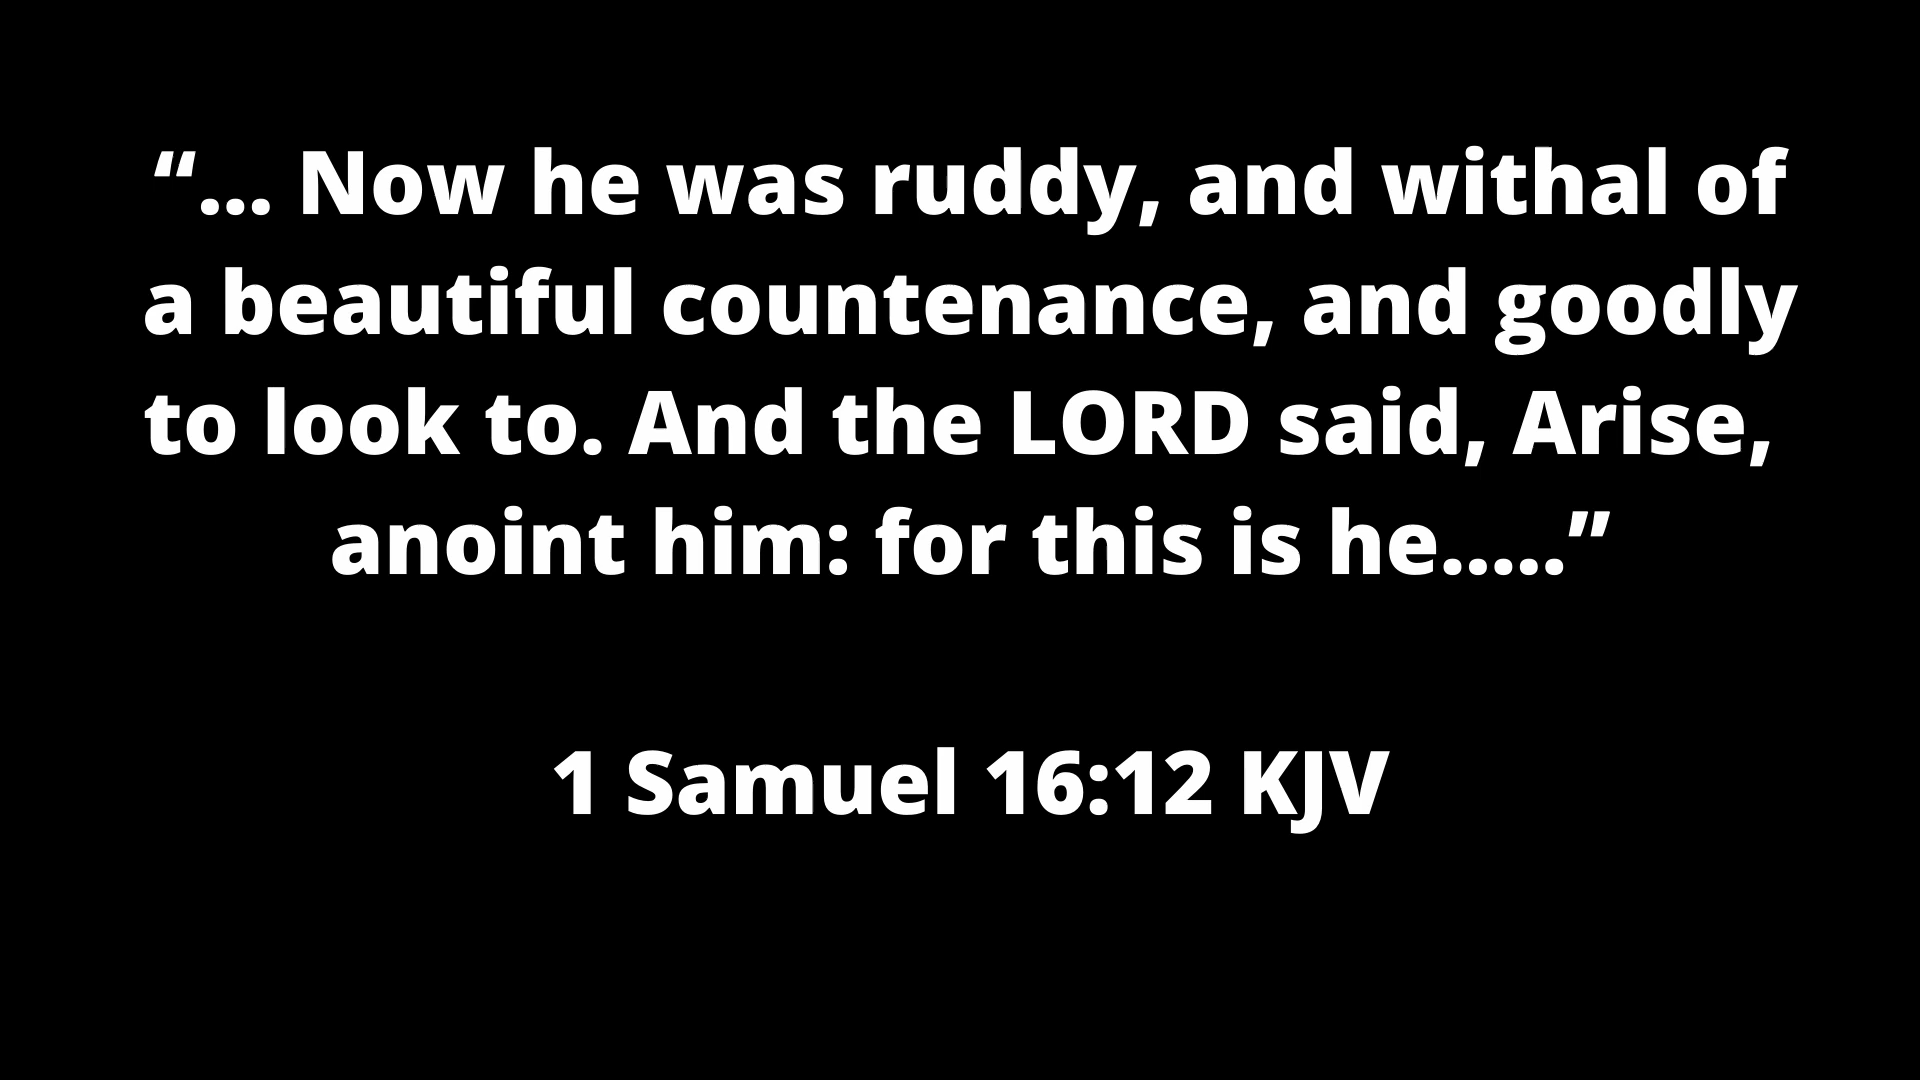 “... Now he was ruddy, and withal of
a beautiful countenance, and goodly
to look to. And the LORD said, Arise,
anoint him: for this is he.....”
1 Samuel 16:12 KJV